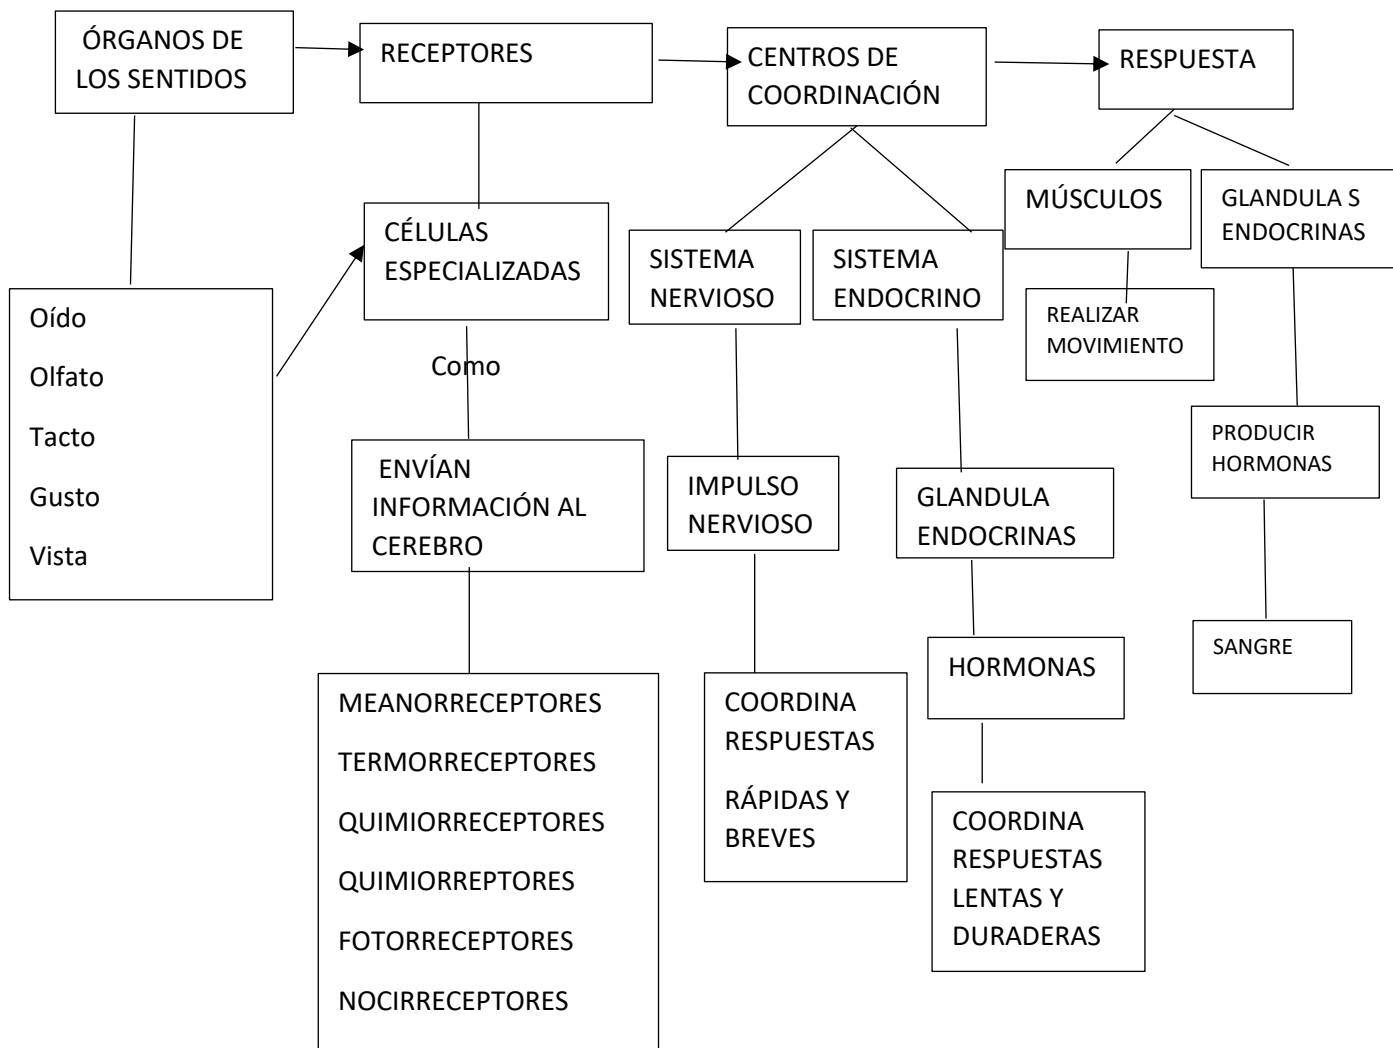 ÓRGANOS DE
LOS SENTIDOS
RECEPTORES
CENTROS DE
COORDINACIÓN
RESPUESTA
Oído
Olfato
Tacto
Gusto
Vista
CÉLULAS
ESPECIALIZADAS
Como
ENVÍAN
INFORMACIÓN AL
CEREBRO
MEANORRECEPTORES
TERMORRECEPTORES
QUIMIORRECEPTORES
QUIMIORREPTORES
FOTORRECEPTORES
NOCIRRECEPTORES
SISTEMA
NERVIOSO
IMPULSO
NERVIOSO
COORDINA
RESPUESTAS
RÁPIDAS Y
BREVES
SISTEMA
ENDOCRINO
GLANDULA
ENDOCRINAS
HORMONAS
COORDINA
RESPUESTAS
LENTAS Y
DURADERAS
MÚSCULOS
REALIZAR
MOVIMIENTO
GLANDULA S
ENDOCRINAS
PRODUCIR
HORMONAS
SANGRE